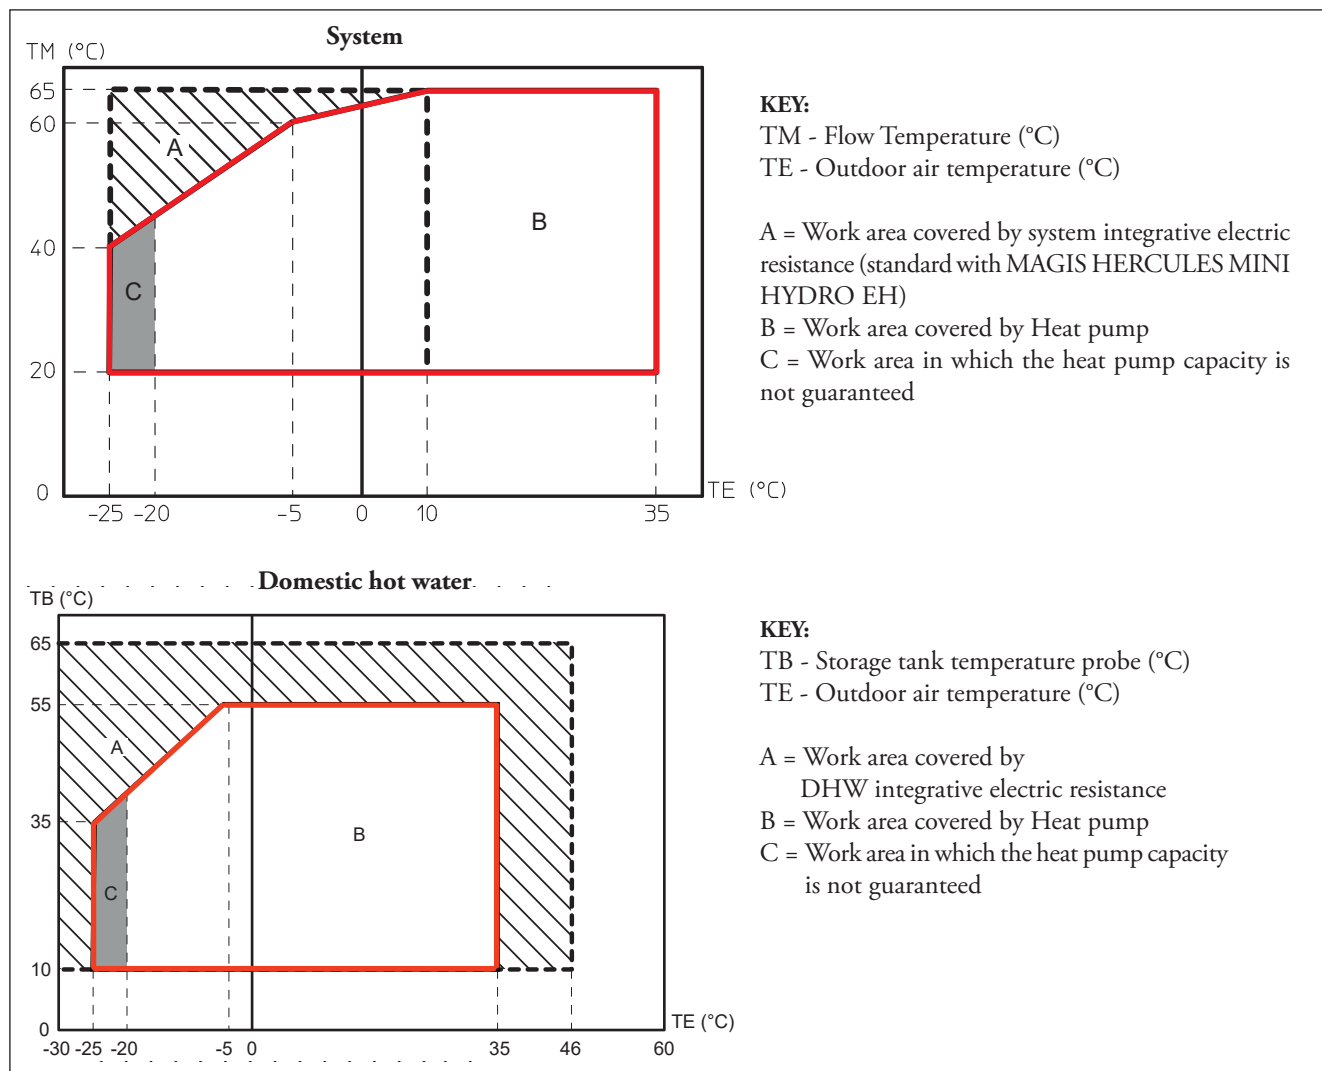 System
TM (°C)
65
60
40
20
0
A
B
C
-25 -20 -5 0 10 35
TE (°C)
KEY:
TM - Flow Temperature (°C)
TE - Outdoor air temperature (°C)
A = Work area covered by system integrative electric
resistance (standard with MAGIS HERCULES MINI
HYDRO EH)
B = Work area covered by Heat pump
C = Work area in which the heat pump capacity is
not guaranteed
Domestic hot water
TB (°C)
65
55
35
10
0
A
B
C
-30 -25 -20 -5 0 35 46 60
TE (°C)
KEY:
TB - Storage tank temperature probe (°C)
TE - Outdoor air temperature (°C)
A = Work area covered by
DHW integrative electric resistance
B = Work area covered by Heat pump
C = Work area in which the heat pump capacity
is not guaranteed